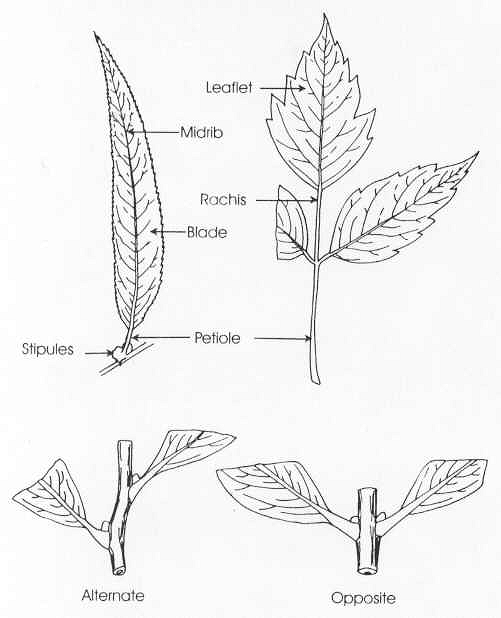 Leaflet
Midrib
Rachis
Blade
Petiole
Stipules
Alternate
Opposite